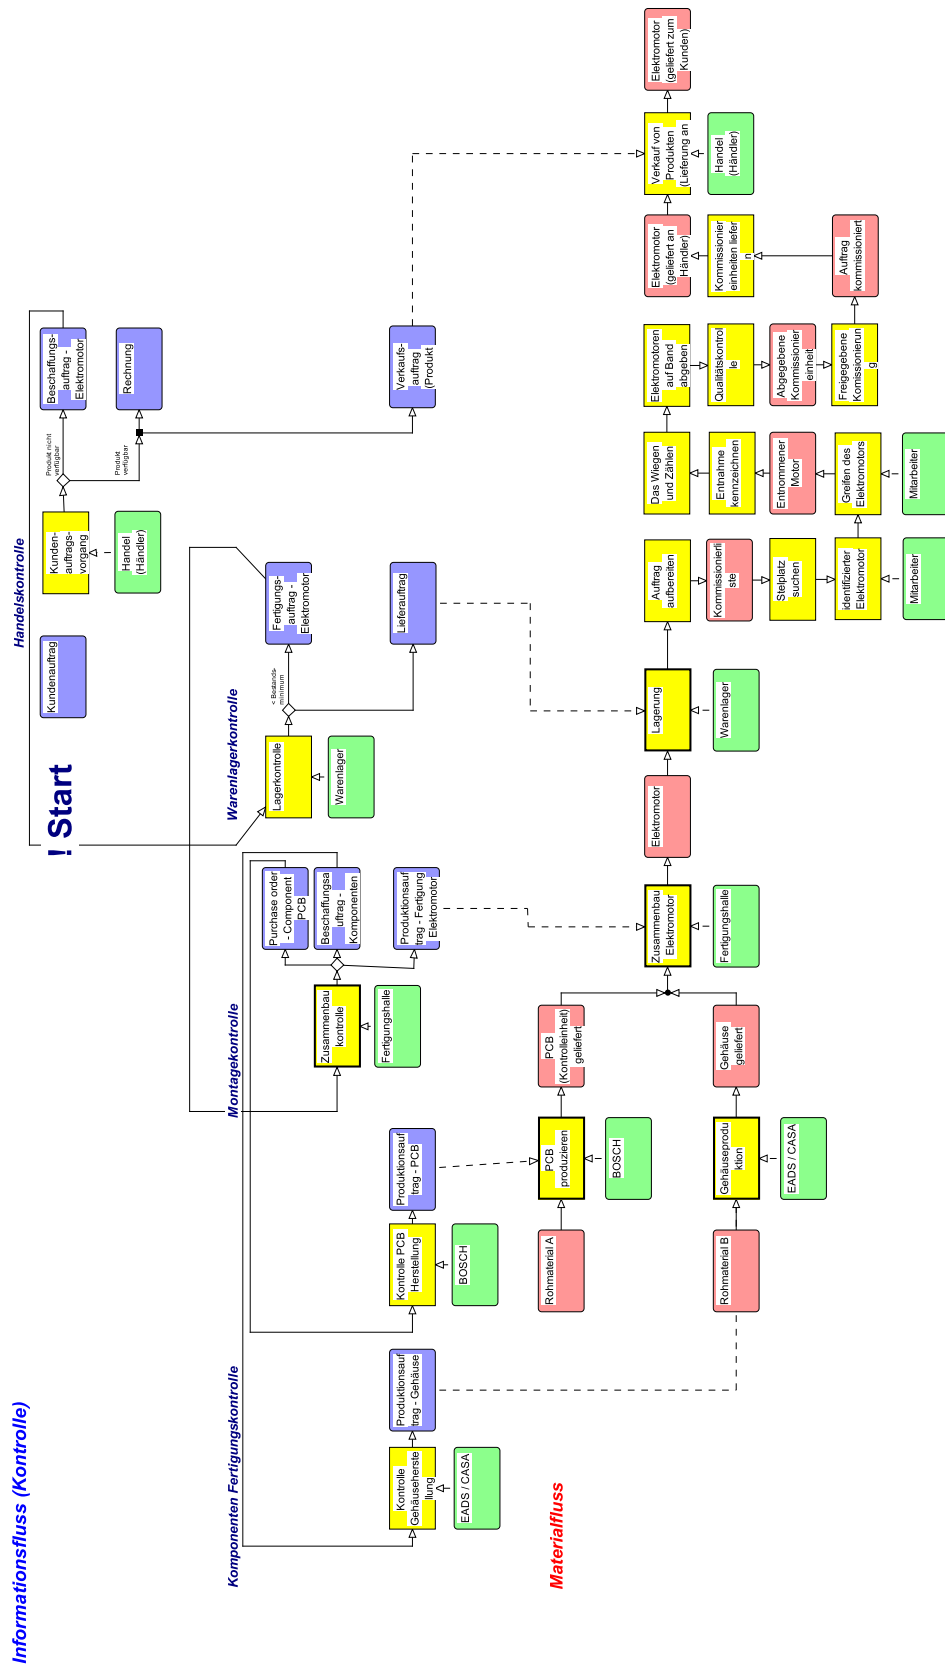 Informationsfluss (Kontrolle)
Komponenten Fertigungskontrolle
Montagekontrolle
Warenlagerkontrolle
Handelskontrolle
! Start
Kundenauftrag
Kunden-
auftrags-
vorgang
Handel
(Händler)
Produkt nicht
verfügbar
Produkt
verfügbar
Beschaffungs-
auftrag -
Elektromotor
Rechnung
Verkaufs-
auftrag
(Produkt
Lagerkontrolle
Warenlager
< Bestands-
minimum
Fertigungs-
auftrag -
Elektromotor
Lieferauftrag
Zusammenbau
kontrolle
Fertigungshalle
Purchase order
- Component
PCB
Beschaffungsa
uftrag -
Komponenten
Produktionsauf
trag - Fertigung
Elektromotor
Kontrolle PCB
Herstellung
BOSCH
Produktionsauf
trag - PCB
Kontrolle
Gehäuseherste
llung
EADS / CASA
Produktionsauf
trag - Gehäuse
Materialfluss
Rohmaterial A
PCB
produzieren
BOSCH
PCB
(Kontrolleinheit)
geliefert
Rohmaterial B
Gehäuseprodu
ktion
EADS / CASA
Gehäuse
geliefert
Zusammenbau
Elektromotor
Fertigungshalle
Elektromotor
Lagerung
Warenlager
Auftrag
aufbereiten
Kommissionierli
ste
Stelplatz
suchen
identifizierter
Elektromotor
Mitarbeiter
Das Wiegen
und Zählen
Entnahme
kennzeichnen
Entnommener
Motor
Greifen des
Elektromotors
Mitarbeiter
Elektromotoren
auf Band
abgeben
Qualitätskontrol
le
Abgegebene
Kommissionier
einheit
Freigegebene
Komissionierun
g
Elektromotor
(geliefert an
Händler)
Kommissionier
einheiten liefer
n
Auftrag
kommissioniert
Verkauf von
Produkten
(Lieferung an
Handel
(Händler)
Elektromotor
(geliefert zum
Kunden)